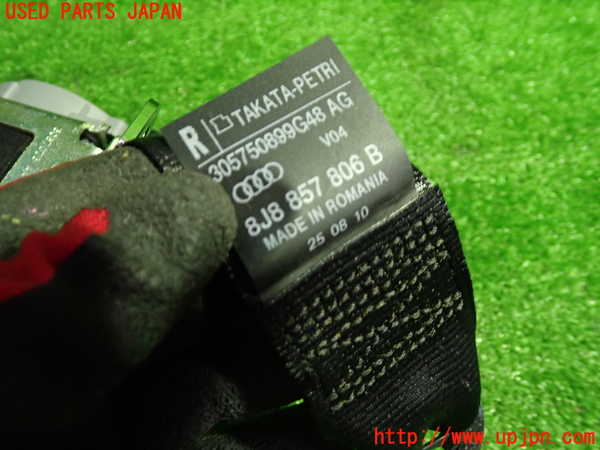 USED PARTS JAPAN
R
TAKATA-PETRI
305750899G48 AG
V04
8J8 857 806 B
MADE IN ROMANIA
25 08 10
http://www.upjpn.com